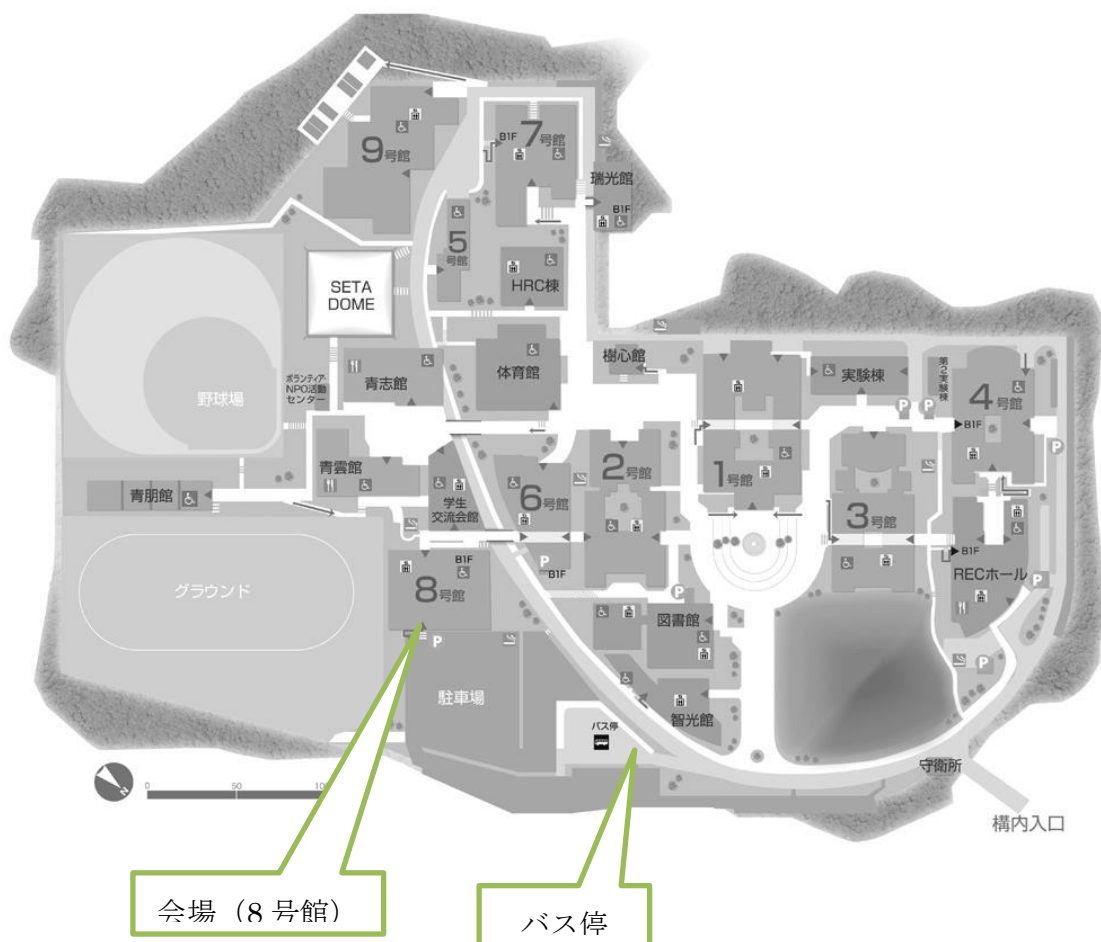 9号館
B1F
7号館
瑞光館
B1F
5号館
HRC棟
SETA
DOME
樹心館
体育館
青志館
ボランティア・
NPO活動
センター
野球場
実験棟
第2実験棟
4号館
P
P
B1F
P
青雲館
2号館
1号館
青朋館
学生
交流会館
6号館
3号館
B1F
P
B1F
B1F
RECホール
8号館
グラウンド
P
P
図書館
P
P
駐車場
智光館
バス停
守衛所
構内入口
N
0
50
100
会場（8 号館）
バス停